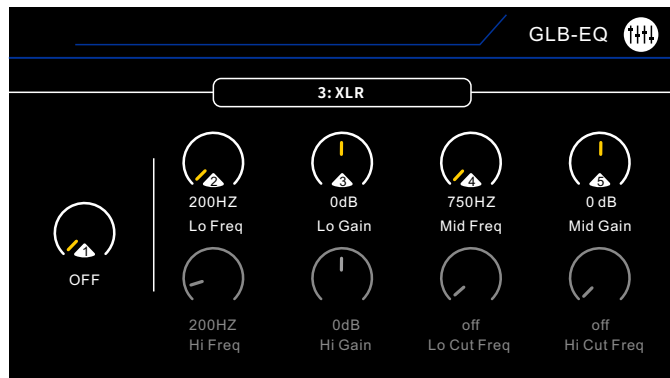 GLB-EQ
3: XLR
2 3 4 5
200HZ 0dB 750HZ 0 dB
Lo Freq Lo Gain Mid Freq Mid Gain
1
OFF
200HZ 0dB off off
Hi Freq Hi Gain Lo Cut Freq Hi Cut Freq